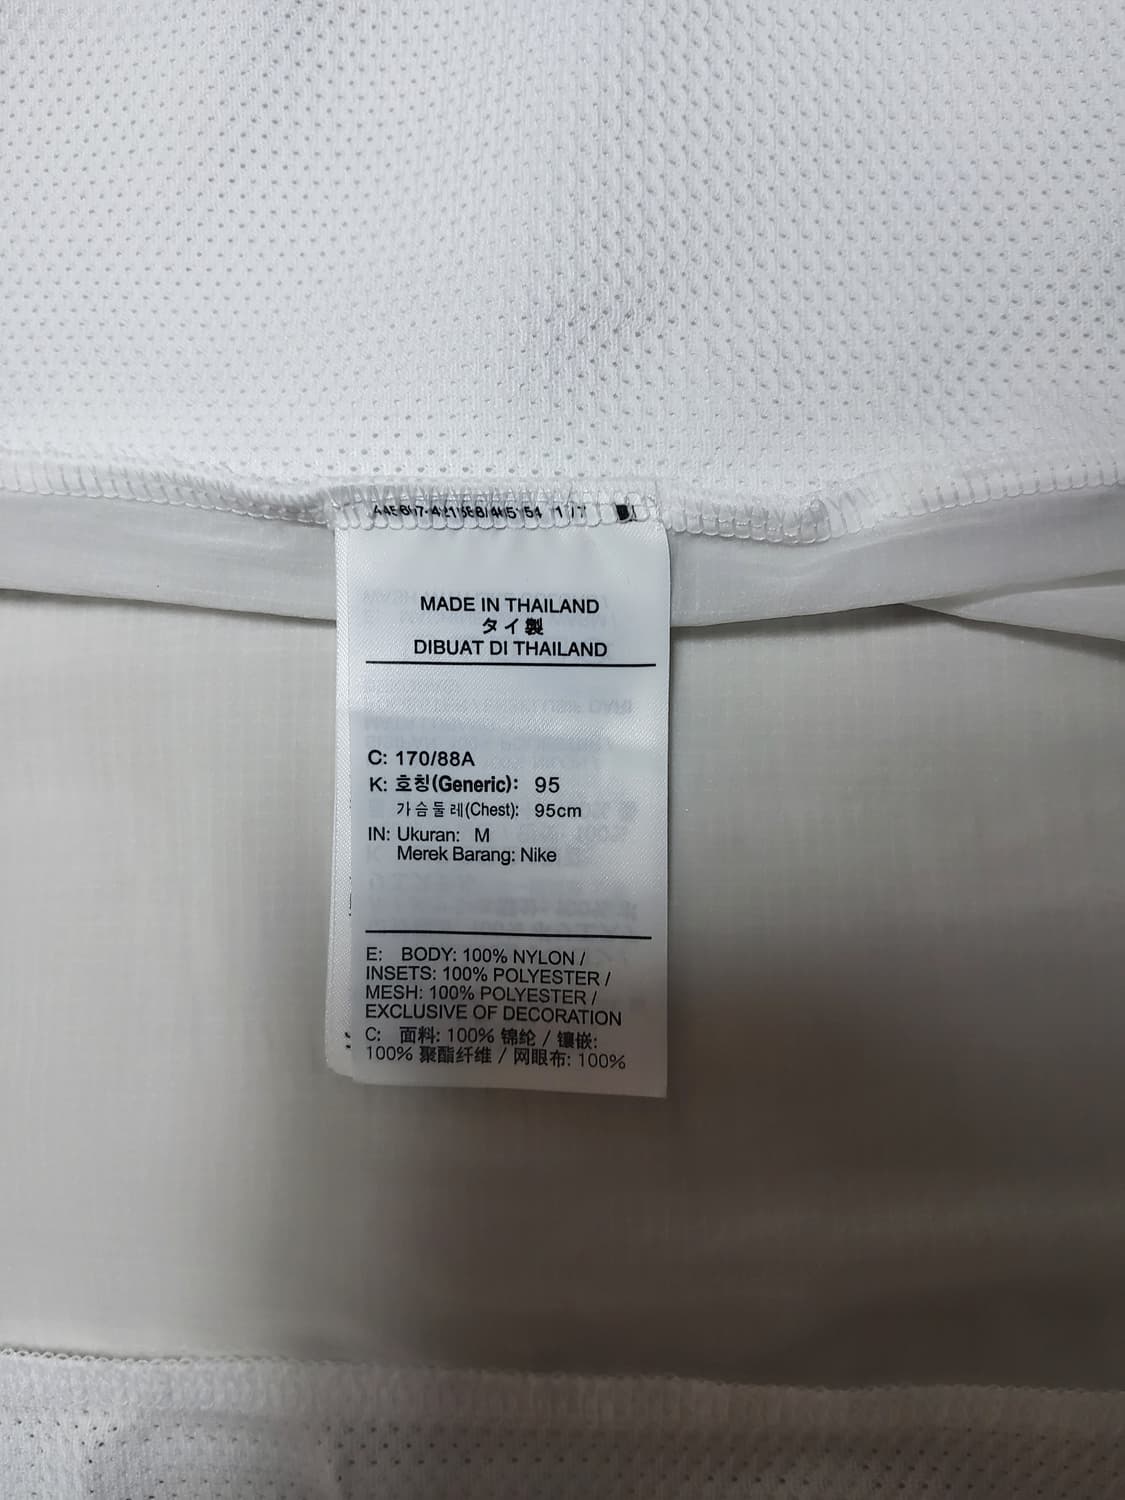 MADE IN THAILAND
タイ製
DIBUAT DI THAILAND
C: 170/88A
K: 호칭(Generic): 95
가슴둘레(Chest): 95cm
IN: Ukuran: M
Merek Barang: Nike
E: BODY: 100% NYLON /
INSETS: 100% POLYESTER /
MESH: 100% POLYESTER /
EXCLUSIVE OF DECORATION
C: 面料: 100% 锦纶 / 镶嵌:
100% 聚酯纤维 / 网眼布: 100%